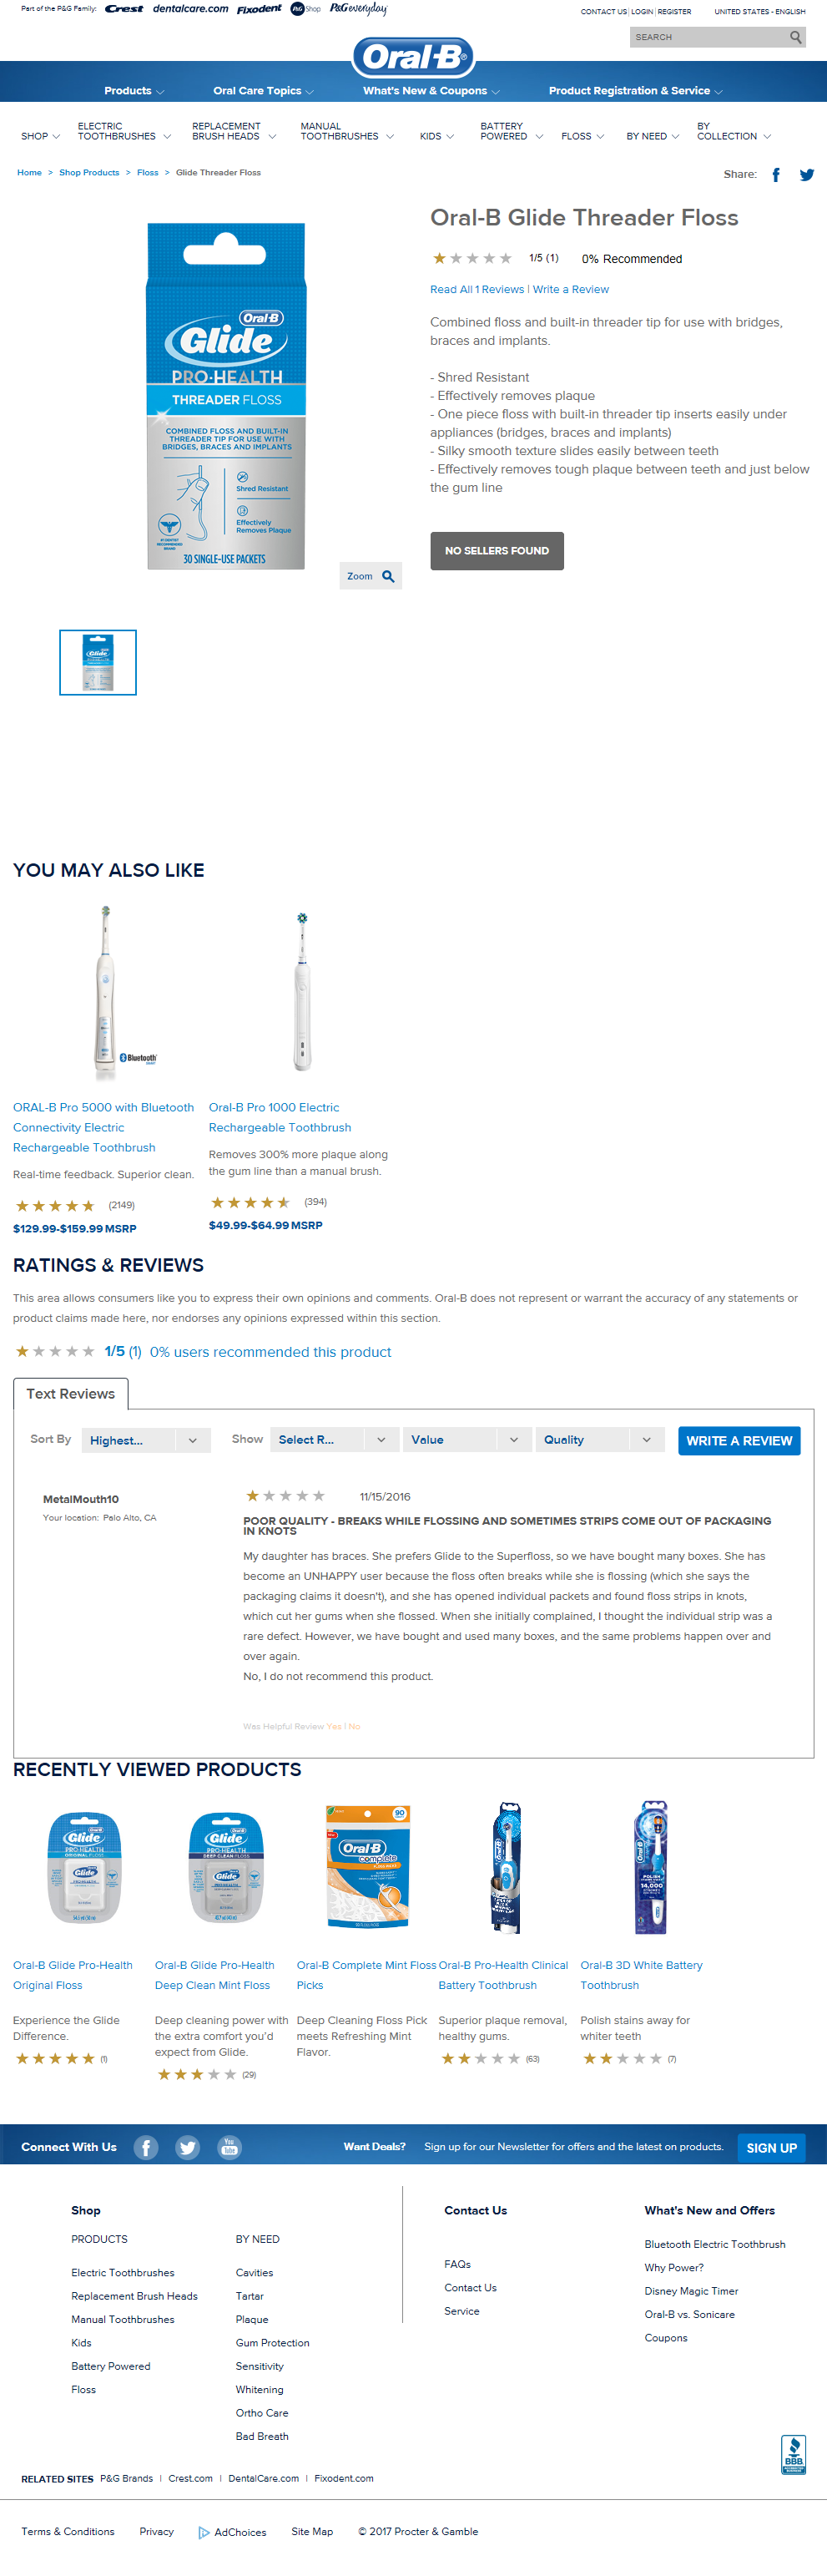 Part of the P&G Family: Crest dentalcare.com Fixodent P&G Shop P&G everyday
CONTACT US | LOGIN | REGISTER UNITED STATES - ENGLISH
SEARCH
Oral-B
Products Oral Care Topics What's New & Coupons Product Registration & Service
SHOP ELECTRIC TOOTHBRUSHES REPLACEMENT BRUSH HEADS MANUAL TOOTHBRUSHES KIDS BATTERY POWERED FLOSS BY NEED BY COLLECTION
Home > Shop Products > Floss > Glide Threader Floss
Share:
Oral-B Glide Threader Floss
1/5 (1) 0% Recommended
Read All 1 Reviews | Write a Review
Combined floss and built-in threader tip for use with bridges,
braces and implants.
- Shred Resistant
- Effectively removes plaque
- One piece floss with built-in threader tip inserts easily under
appliances (bridges, braces and implants)
- Silky smooth texture slides easily between teeth
- Effectively removes tough plaque between teeth and just below
the gum line
NO SELLERS FOUND
Oral-B
Glide
PRO-HEALTH
THREADER FLOSS
COMBINED FLOSS AND BUILT-IN
THREADER TIP FOR USE WITH
BRIDGES, BRACES AND IMPLANTS
Shred Resistant
Effectively
Removes Plaque
30 SINGLE-USE PACKETS
Zoom
YOU MAY ALSO LIKE
Bluetooold
ORAL-B Pro 5000 with Bluetooth
Connectivity Electric
Rechargeable Toothbrush
Real-time feedback. Superior clean.
(2149)
$129.99-$159.99 MSRP
Oral-B Pro 1000 Electric
Rechargeable Toothbrush
Removes 300% more plaque along
the gum line than a manual brush.
(394)
$49.99-$64.99 MSRP
RATINGS & REVIEWS
This area allows consumers like you to express their own opinions and comments. Oral-B does not represent or warrant the accuracy of any statements or
product claims made here, nor endorses any opinions expressed within this section.
1/5 (1) 0% users recommended this product
Text Reviews
Sort By Highest... Show Select R... Value Quality WRITE A REVIEW
MetalMouth10
Your location: Palo Alto, CA
11/15/2016
POOR QUALITY - BREAKS WHILE FLOSSING AND SOMETIMES STRIPS COME OUT OF PACKAGING
IN KNOTS
My daughter has braces. She prefers Glide to the Superfloss, so we have bought many boxes. She has
become an UNHAPPY user because the floss often breaks while she is flossing (which she says the
packaging claims it doesn't), and she has opened individual packets and found floss strips in knots,
which cut her gums when she flossed. When she initially complained, I thought the individual strip was a
rare defect. However, we have bought and used many boxes, and the same problems happen over and
over again.
No, I do not recommend this product.
Was Helpful Review Yes | No
RECENTLY VIEWED PRODUCTS
Oral-B Glide Pro-Health
Original Floss
Experience the Glide
Difference.
(1)
Oral-B Glide Pro-Health
Deep Clean Mint Floss
Deep cleaning power with
the extra comfort you'd
expect from Glide.
(29)
Oral-B Complete Mint Floss
Picks
Deep Cleaning Floss Pick
meets Refreshing Mint
Flavor.
Oral-B Pro-Health Clinical
Battery Toothbrush
Superior plaque removal,
healthy gums.
(63)
Oral-B 3D White Battery
Toothbrush
Polish stains away for
whiter teeth
(7)
Connect With Us
You Tube
Want Deals? Sign up for our Newsletter for offers and the latest on products. SIGN UP
Shop
PRODUCTS
Electric Toothbrushes
Replacement Brush Heads
Manual Toothbrushes
Kids
Battery Powered
Floss
BY NEED
Cavities
Tartar
Plaque
Gum Protection
Sensitivity
Whitening
Ortho Care
Bad Breath
Contact Us
FAQs
Contact Us
Service
What's New and Offers
Bluetooth Electric Toothbrush
Why Power?
Disney Magic Timer
Oral-B vs. Sonicare
Coupons
BBB
RELATED SITES P&G Brands | Crest.com | DentalCare.com | Fixodent.com
Terms & Conditions Privacy AdChoices Site Map © 2017 Procter & Gamble